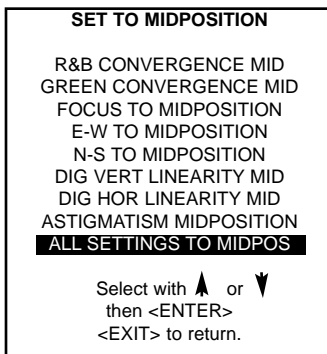 SET TO MIDPOSITION
R&B CONVERGENCE MID
GREEN CONVERGENCE MID
FOCUS TO MIDPOSITION
E-W TO MIDPOSITION
N-S TO MIDPOSITION
DIG VERT LINEARITY MID
DIG HOR LINEARITY MID
ASTIGMATISM MIDPOSITION
ALL SETTINGS TO MIDPOS
Select with or
then <ENTER>
<EXIT> to return.